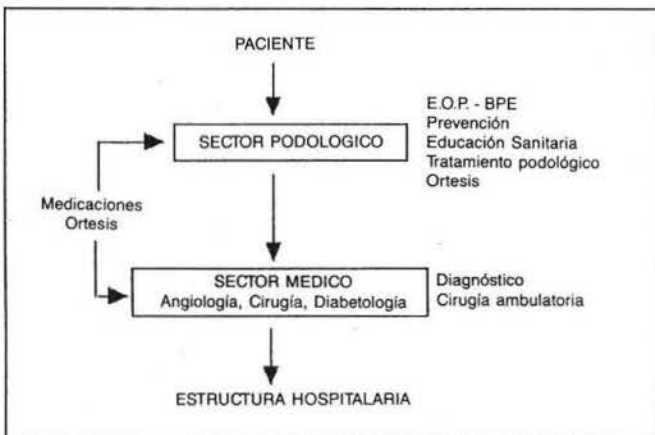 PACIENTE
E.O.P. - BPE
Prevención
SECTOR PODOLOGICO
Educación Sanitaria
Tratamiento podológico
Ortesis
Medicaciones
Ortesis
SECTOR MEDICO
Angiología, Cirugía, Diabetología
Diagnóstico
Cirugía ambulatoria
ESTRUCTURA HOSPITALARIA